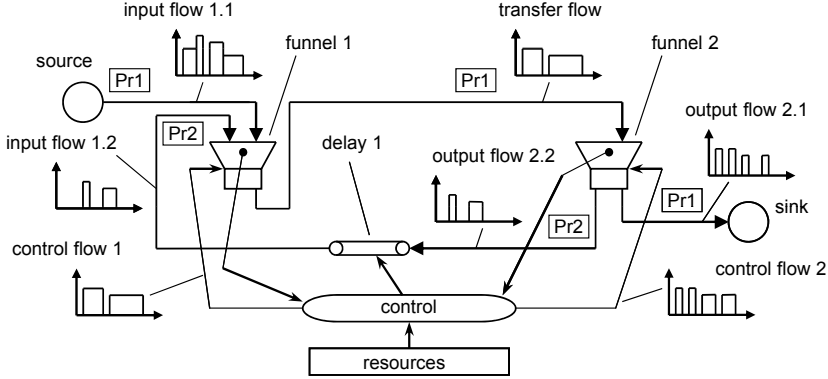 input flow 1.1
transfer flow
funnel 1
funnel 2
source
Pr1
Pr1
output flow 2.1
Pr2
input flow 1.2
delay 1
output flow 2.2
Pr1
sink
Pr2
control flow 1
control flow 2
control
resources